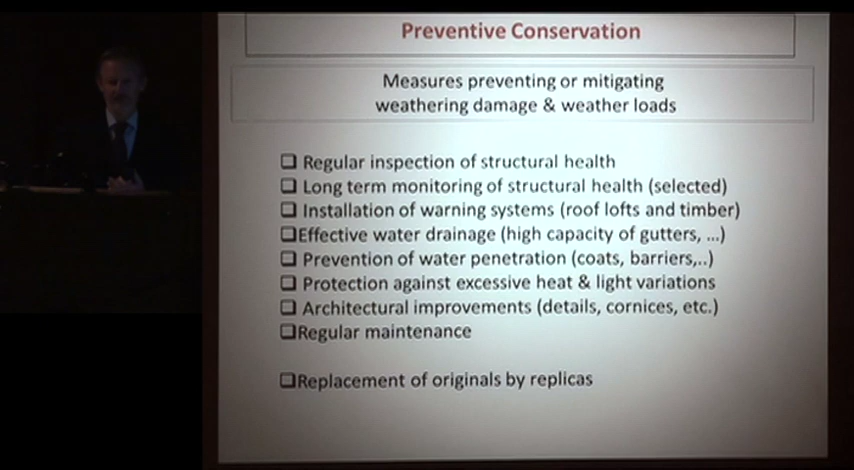 Preventive Conservation
Measures preventing or mitigating
weathering damage & weather loads
❑ Regular inspection of structural health
❑ Long term monitoring of structural health (selected)
❑ Installation of warning systems (roof lofts and timber)
❑Effective water drainage (high capacity of gutters, ...)
❑ Prevention of water penetration (coats, barriers,..)
❑ Protection against excessive heat & light variations
❑ Architectural improvements (details, cornices, etc.)
❑Regular maintenance
❑Replacement of originals by replicas